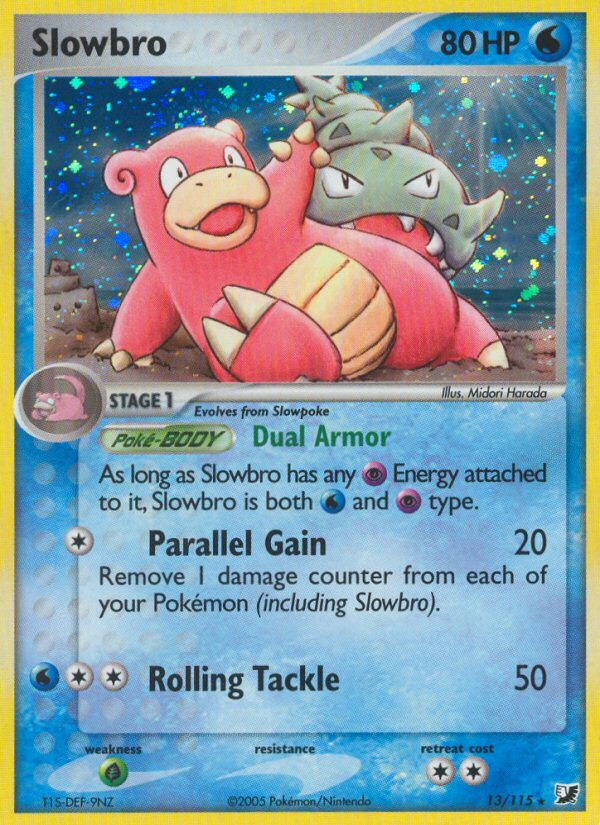 Slowbro
80 HP
Illus. Midori Harada
STAGE 1
Evolves from Slowpoke
Poké-BODY Dual Armor
As long as Slowbro has any Energy attached
to it, Slowbro is both and type.
Parallel Gain 20
Remove 1 damage counter from each of
your Pokémon (including Slowbro).
Rolling Tackle 50
weakness resistance retreat cost
T1S-DEF-9NZ ©2005 Pokémon/Nintendo 13/115 ★